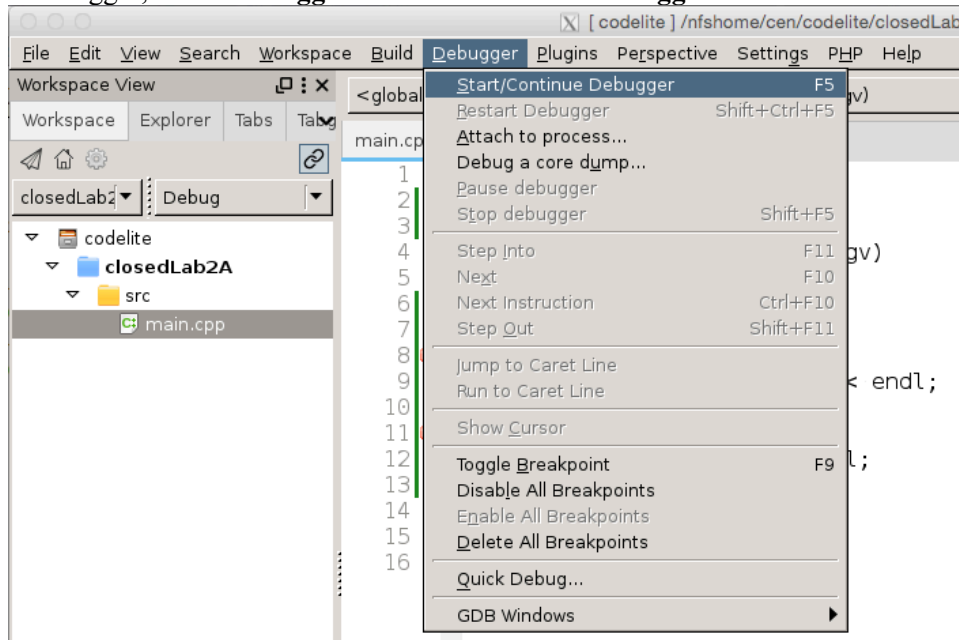 [ codelite ] /nfshome/cen/codelite/closedLab
File Edit View Search Workspace Build Debugger Plugins Perspective Settings PHP Help
Workspace View
Workspace Explorer Tabs
closedLab2 Debug
codelite
closedLab2A
src
main.cpp
<global
gv)
main.cp
1
2
3
4 gv)
5
6
7
8
9 < endl;
10
11
12 l;
13
14
15
16
Start/Continue Debugger F5
Restart Debugger Shift+Ctrl+F5
Attach to process...
Debug a core dump...
Pause debugger
Stop debugger Shift+F5
Step Into F11
Next F10
Next Instruction Ctrl+F10
Step Out Shift+F11
Jump to Caret Line
Run to Caret Line
Show Cursor
Toggle Breakpoint F9
Disable All Breakpoints
Enable All Breakpoints
Delete All Breakpoints
Quick Debug...
GDB Windows